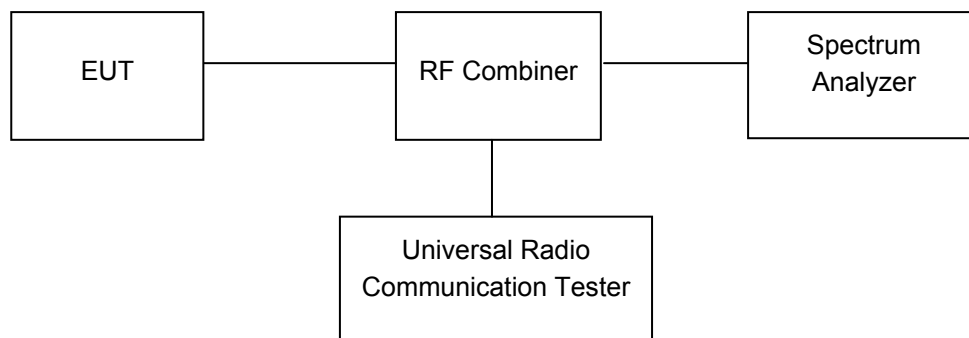 EUT
RF Combiner
Spectrum
Analyzer
Universal Radio
Communication Tester